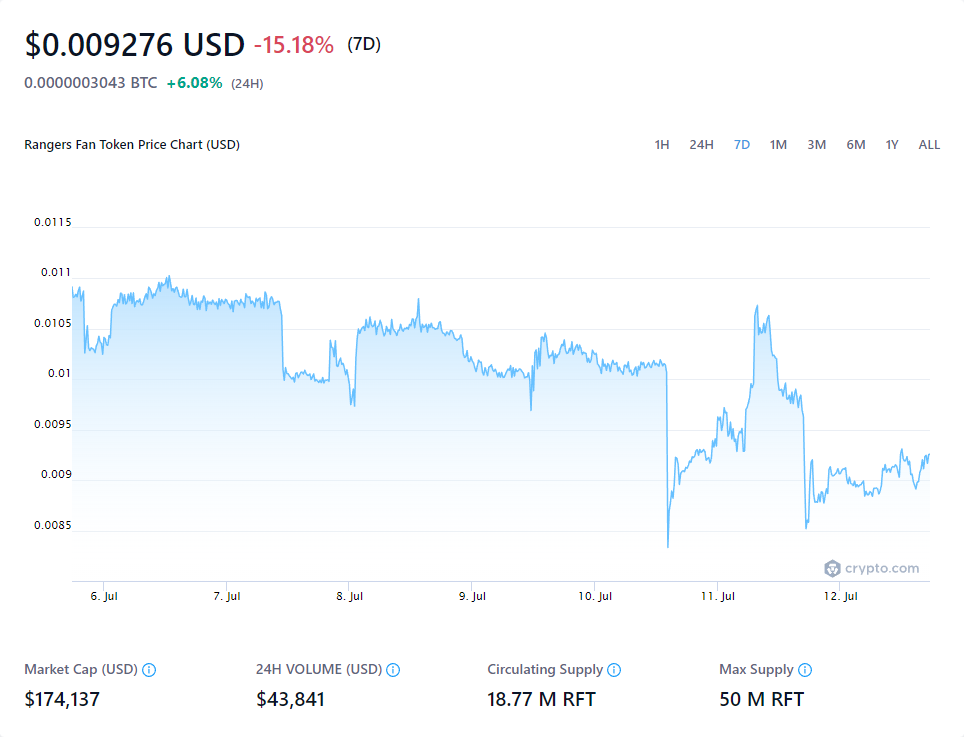 $0.009276 USD -15.18% (7D)
0.0000003043 BTC +6.08% (24H)
Rangers Fan Token Price Chart (USD) 1H 24H 7D 1M 3M 6M 1Y ALL
0.0115
0.011
0.0105
0.01
0.0095
0.009
0.0085
crypto.com
6. Jul 7. Jul 8. Jul 9. Jul 10. Jul 11. Jul 12. Jul
Market Cap (USD) 24H VOLUME (USD) Circulating Supply Max Supply
$174,137 $43,841 18.77 M RFT 50 M RFT